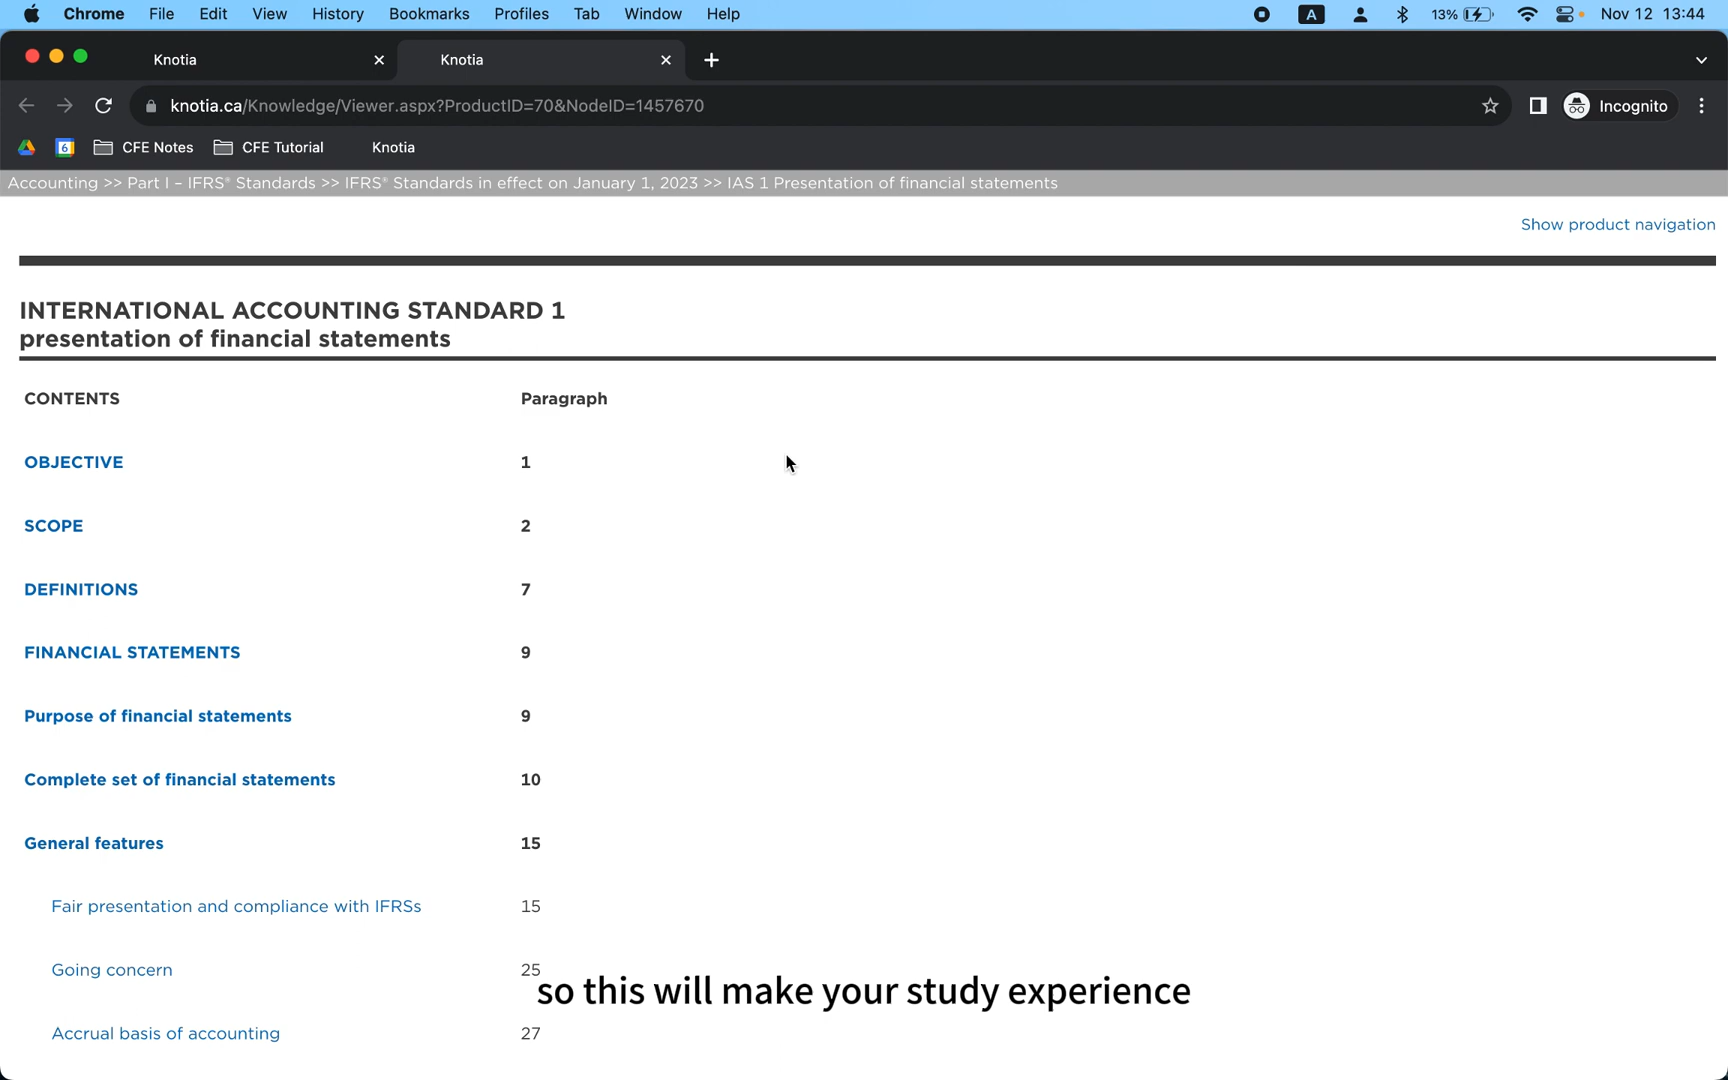 Chrome File Edit View History Bookmarks Profiles Tab Window Help A 13% Nov 12 13:44
Knotia Knotia
knotia.ca/Knowledge/Viewer.aspx?ProductID=70&NodeID=1457670 Incognito
6 CFE Notes CFE Tutorial Knotia
Accounting >> Part I – IFRS® Standards >> IFRS® Standards in effect on January 1, 2023 >> IAS 1 Presentation of financial statements
Show product navigation
INTERNATIONAL ACCOUNTING STANDARD 1
presentation of financial statements
CONTENTS Paragraph
OBJECTIVE 1
SCOPE 2
DEFINITIONS 7
FINANCIAL STATEMENTS 9
Purpose of financial statements 9
Complete set of financial statements 10
General features 15
Fair presentation and compliance with IFRSs 15
Going concern 25
so this will make your study experience
Accrual basis of accounting 27